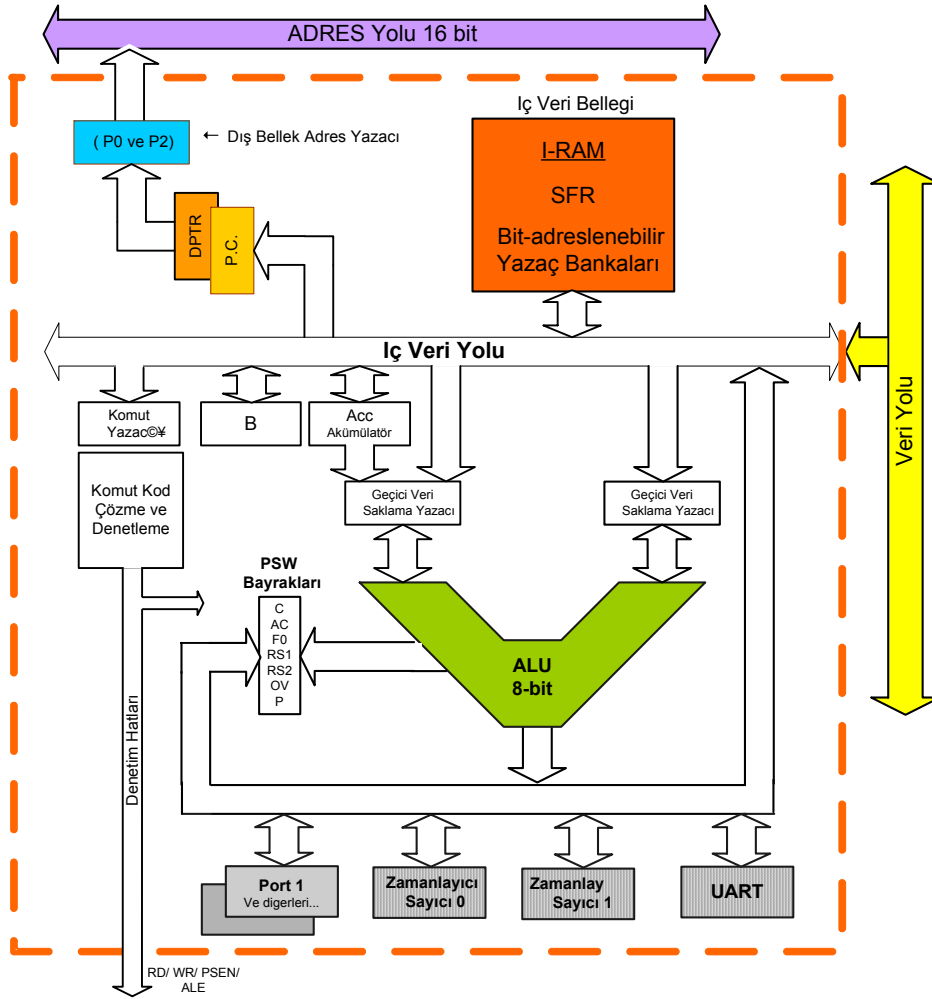 ADRES Yolu 16 bit
Iç Veri Bellegi
( P0 ve P2)
← Dış Bellek Adres Yazacı
I-RAM
SFR
Bit-adreslenebilir
Yazaç Bankaları
DPTR
P.C.
Iç Veri Yolu
Veri Yolu
Komut
Yazac©¥
B
Acc
Akümülatör
Geçici Veri
Saklama Yazacı
Geçici Veri
Saklama Yazacı
Komut Kod
Çözme ve
Denetleme
PSW
Bayrakları
C
AC
F0
RS1
RS2
OV
P
ALU
8-bit
Denetim Hatları
Port 1
Ve digerleri...
Zamanlayıcı
Sayıcı 0
Zamanlay
Sayıcı 1
UART
RD/ WR/ PSEN/
ALE